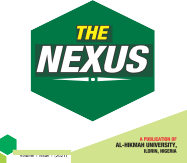 THE
NEXUS
A PUBLICATION OF
AL-HIKMAH UNIVERSITY,
ILORIN, NIGERIA